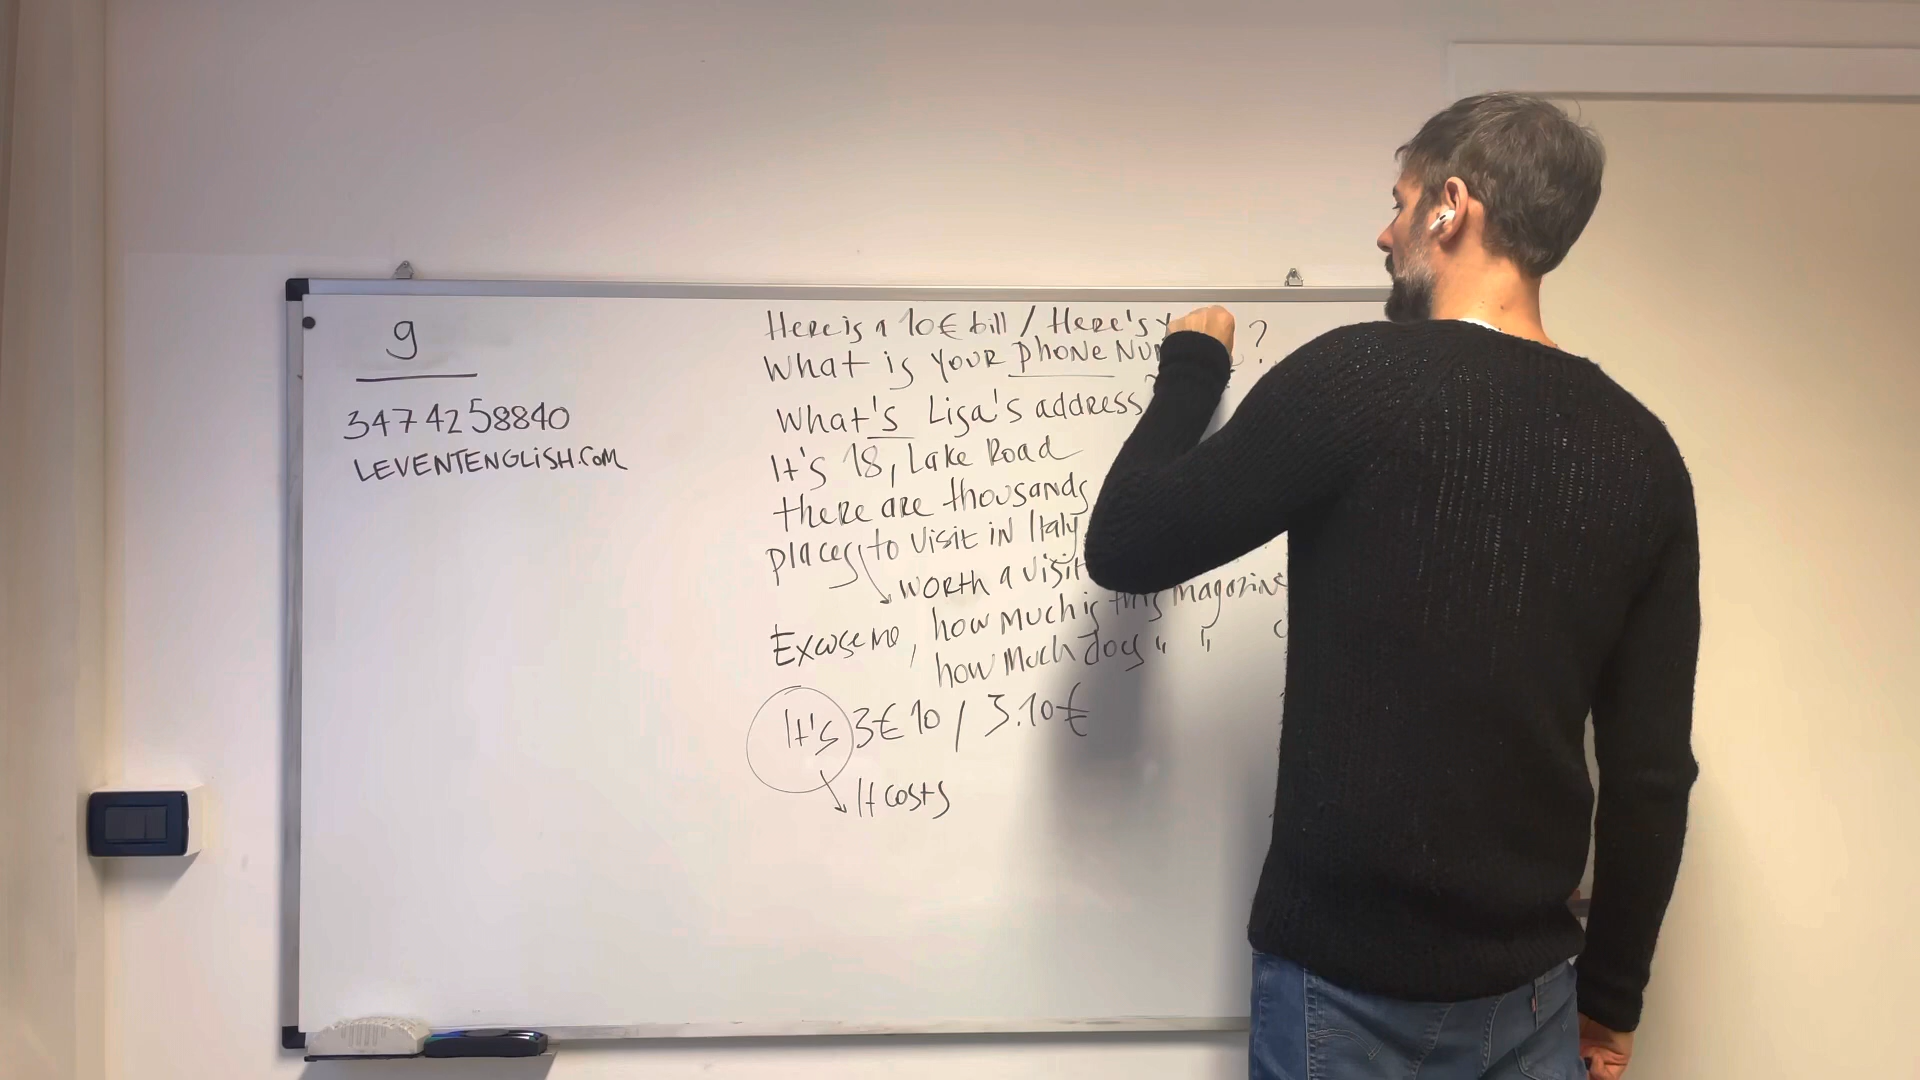 9
3474258840
LEVENTENGLISH.COM
Here is a 10€ bill / Here's
What is your phone ?
What's Lisa's address
It's 18, Lake Road
there are thousands
places to visit in Italy
worth a visit
Excuse me, how much is this magazine
how much does " "
It's 3€10 / 3.10€
It costs